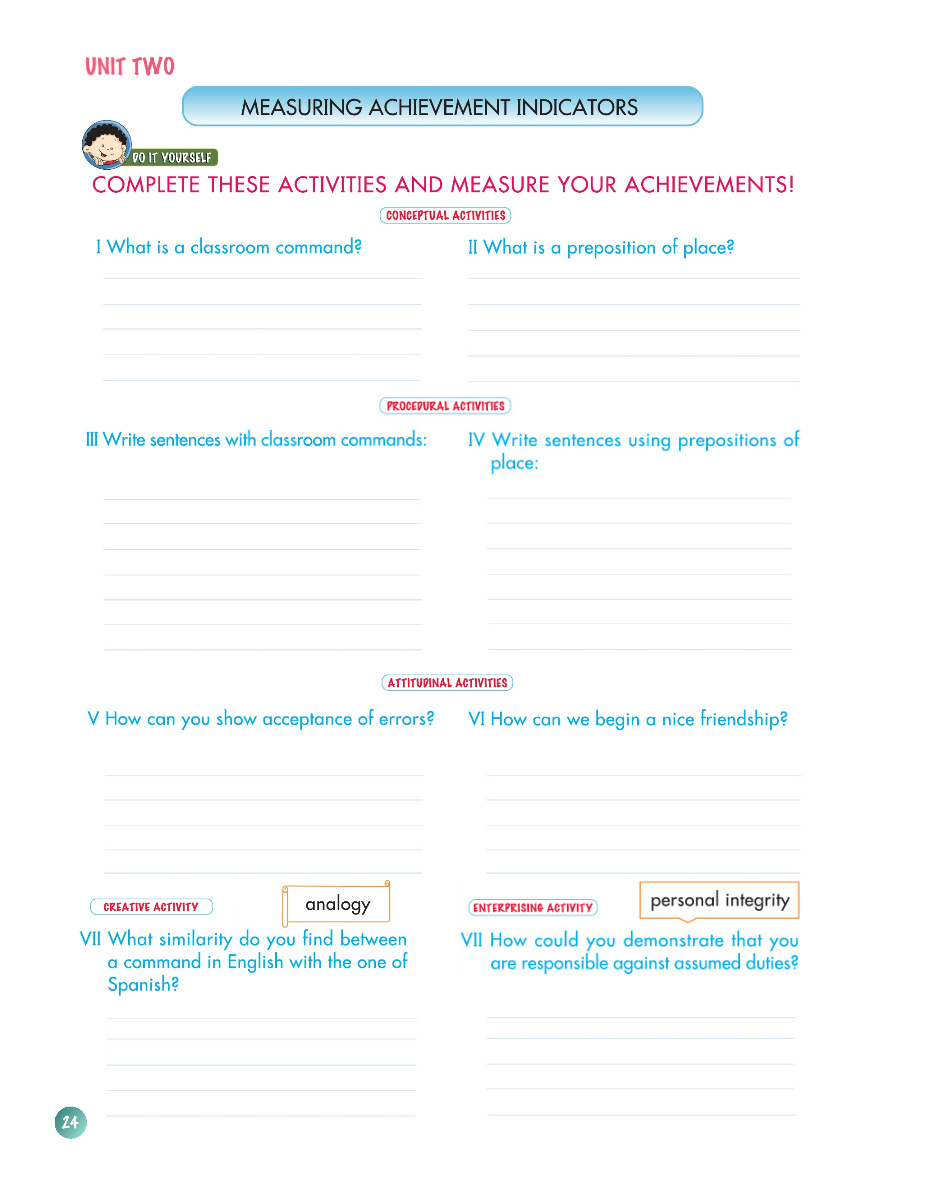 UNIT TWO
MEASURING ACHIEVEMENT INDICATORS
DO IT YOURSELF
COMPLETE THESE ACTIVITIES AND MEASURE YOUR ACHIEVEMENTS!
CONCEPTUAL ACTIVITIES
I What is a classroom command?
II What is a preposition of place?
PROCEDURAL ACTIVITIES
III Write sentences with classroom commands:
IV Write sentences using prepositions of
place:
ATTITUDINAL ACTIVITIES
V How can you show acceptance of errors?
VI How can we begin a nice friendship?
CREATIVE ACTIVITY
analogy
VII What similarity do you find between
a command in English with the one of
Spanish?
ENTERPRISING ACTIVITY
personal integrity
VII How could you demonstrate that you
are responsible against assumed duties?
24